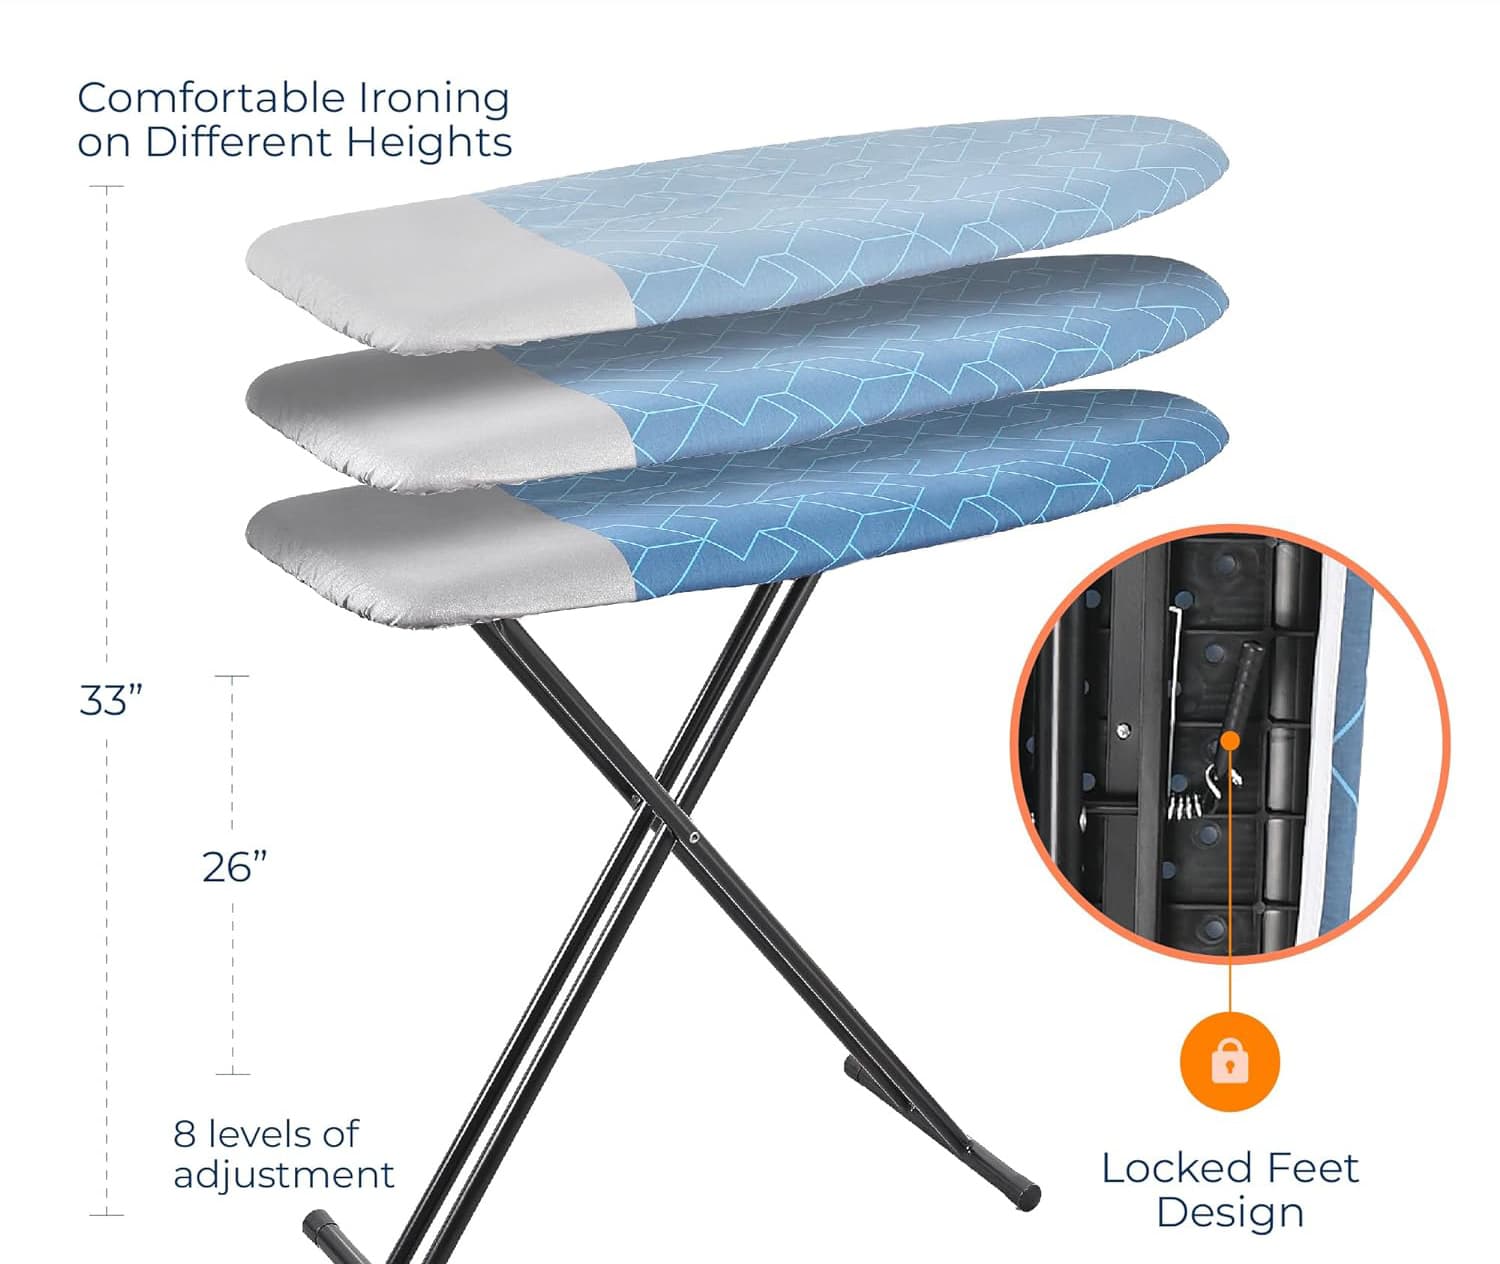 Comfortable Ironing
on Different Heights
33”
26”
8 levels of
adjustment
Locked Feet
Design